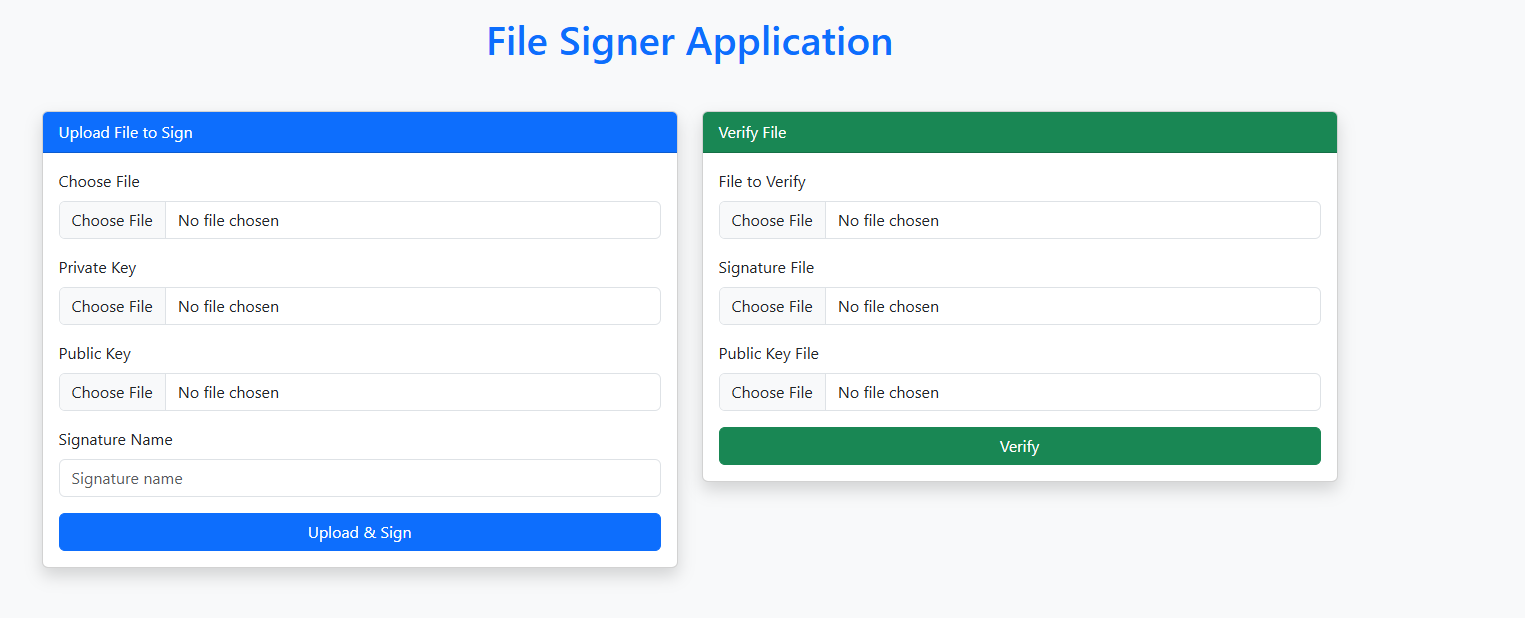 File Signer Application
Upload File to Sign
Choose File
Choose File No file chosen
Private Key
Choose File No file chosen
Public Key
Choose File No file chosen
Signature Name
Signature name
Upload & Sign
Verify File
File to Verify
Choose File No file chosen
Signature File
Choose File No file chosen
Public Key File
Choose File No file chosen
Verify